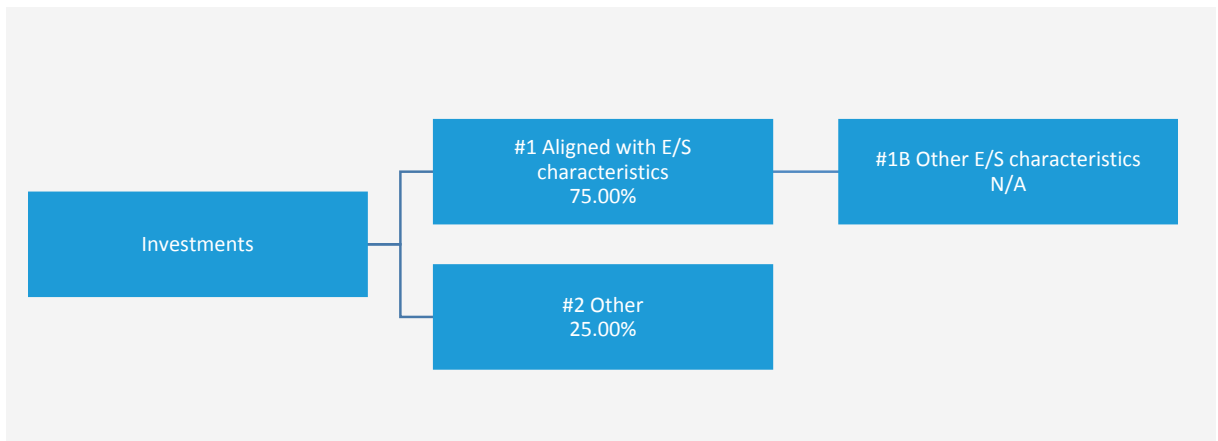 Investments
#1 Aligned with E/S
characteristics
75.00%
#1B Other E/S characteristics
N/A
#2 Other
25.00%